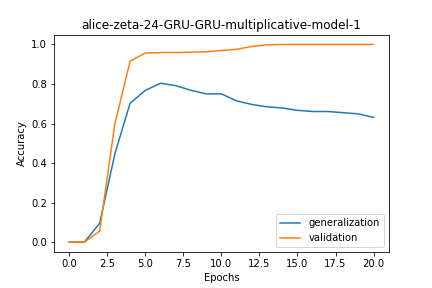 alice-zeta-24-GRU-GRU-multiplicative-model-1
1.0
0.8
0.6
0.4
0.2
0.0
Accuracy
0.0 2.5 5.0 7.5 10.0 12.5 15.0 17.5 20.0
Epochs
generalization
validation